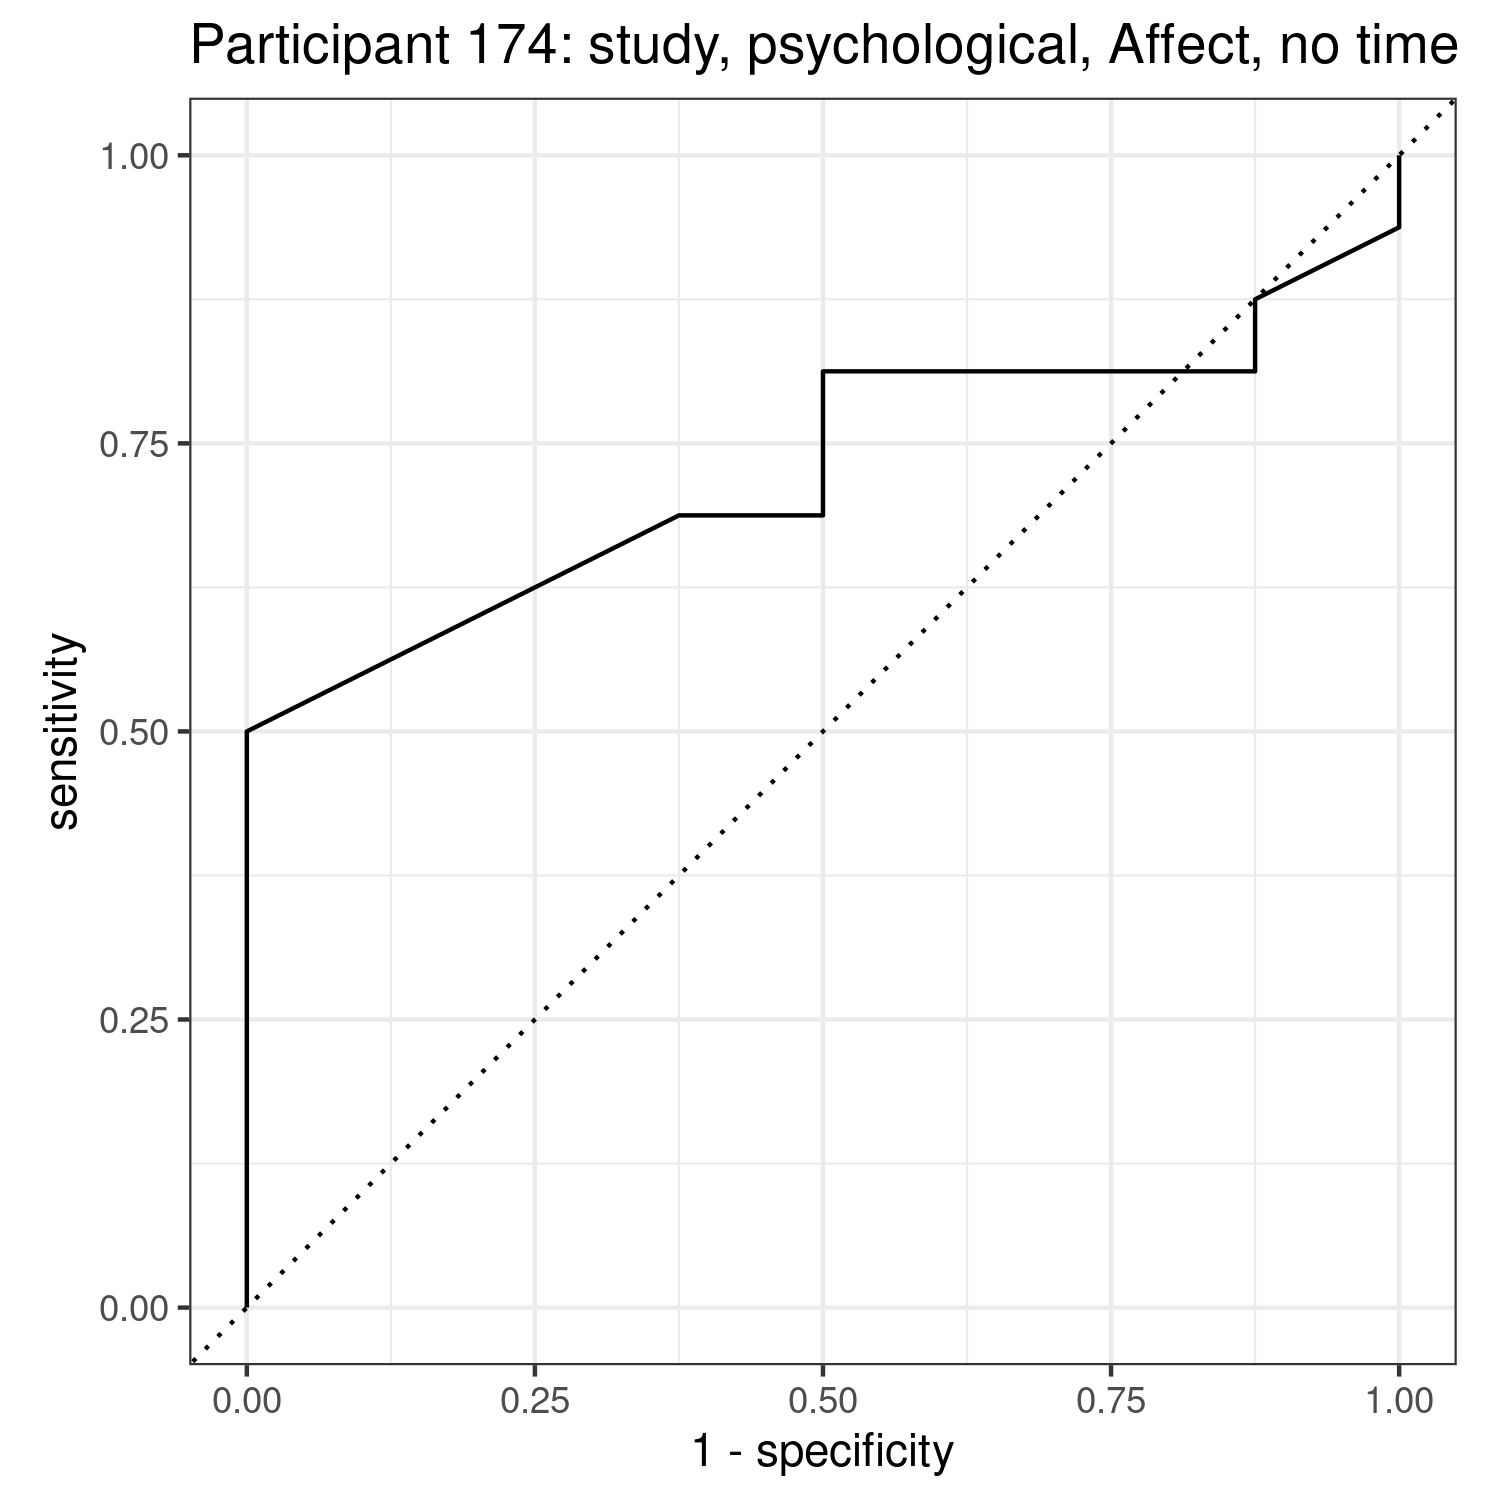 Participant 174: study, psychological, Affect, no time
1.00
0.75
0.50
0.25
0.00
sensitivity
0.00 0.25 0.50 0.75 1.00
1 - specificity